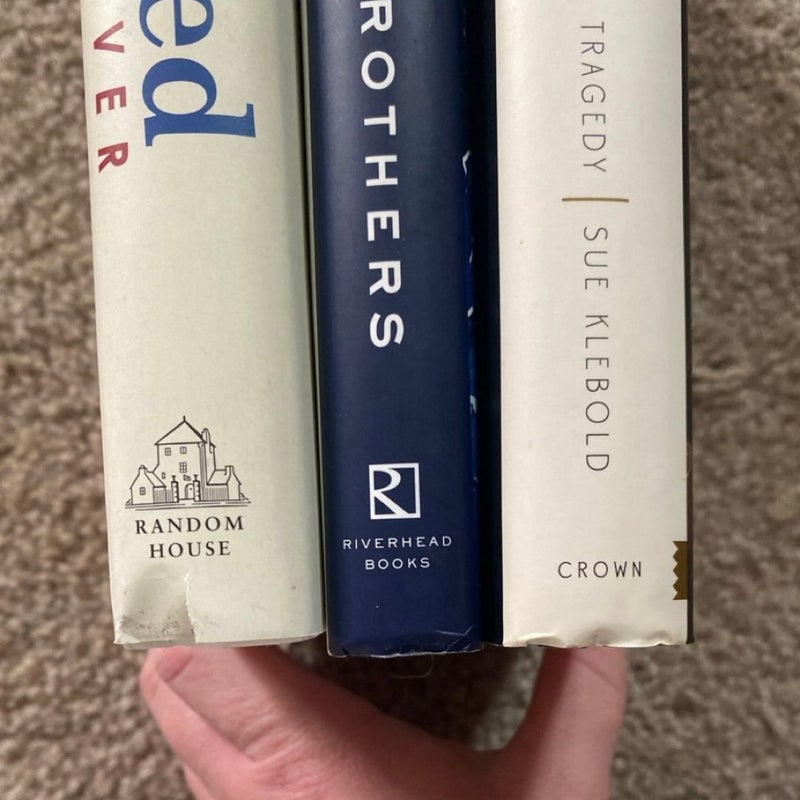 ed
VER
RANDOM
HOUSE
ROTHERS
RIVERHEAD
BOOKS
TRAGEDY | SUE KLEBOLD
CROWN